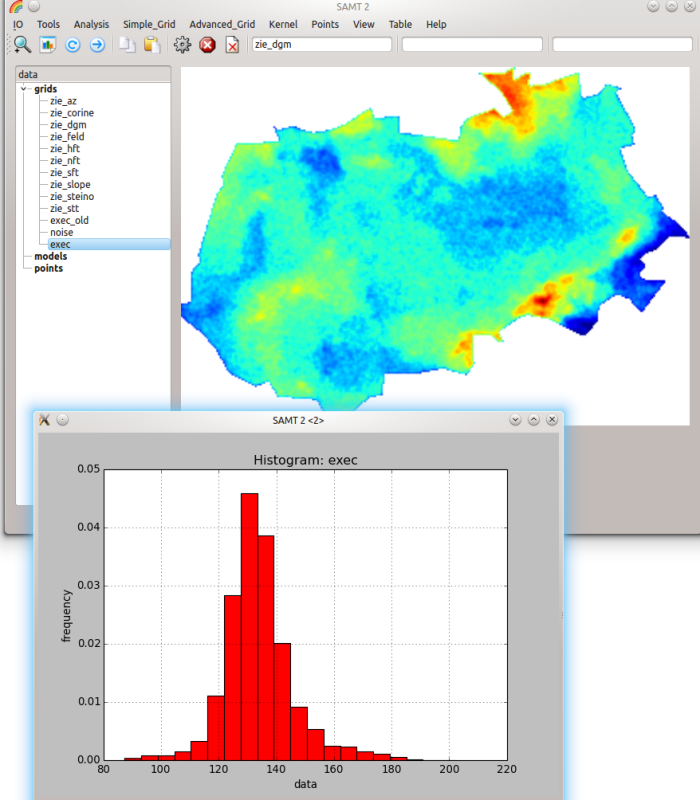 SAMT 2
IO Tools Analysis Simple_Grid Advanced_Grid Kernel Points View Table Help
zie_dgm
data
grids
zie_az
zie_corine
zie_dgm
zie_feld
zie_hft
zie_nft
zie_sft
zie_slope
zie_steino
zie_stt
exec_old
noise
exec
models
points
SAMT 2 <2>
Histogram: exec
0.05
0.04
0.03
0.02
0.01
0.00
frequency
80 100 120 140 160 180 200 220
data